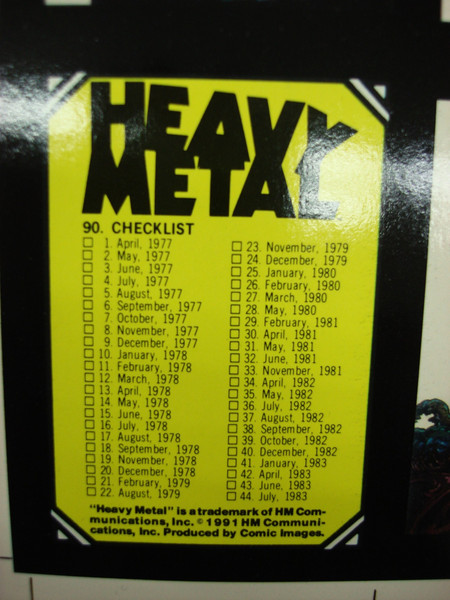 HEAVY
METAL
90. CHECKLIST
1. April, 1977
2. May, 1977
3. June, 1977
4. July, 1977
5. August, 1977
6. September, 1977
7. October, 1977
8. November, 1977
9. December, 1977
10. January, 1978
11. February, 1978
12. March, 1978
13. April, 1978
14. May, 1978
15. June, 1978
16. July, 1978
17. August, 1978
18. September, 1978
19. November, 1978
20. December, 1978
21. February, 1979
22. August, 1979
23. November, 1979
24. December, 1979
25. January, 1980
26. February, 1980
27. March, 1980
28. May, 1980
29. February, 1981
30. April, 1981
31. May, 1981
32. June, 1981
33. November, 1981
34. April, 1982
35. May, 1982
36. July, 1982
37. August, 1982
38. September, 1982
39. October, 1982
40. December, 1982
41. January, 1983
42. April, 1983
43. June, 1983
44. July, 1983
"Heavy Metal" is a trademark of HM Com-
munications, Inc. © 1991 HM Communi-
cations, Inc. Produced by Comic Images.